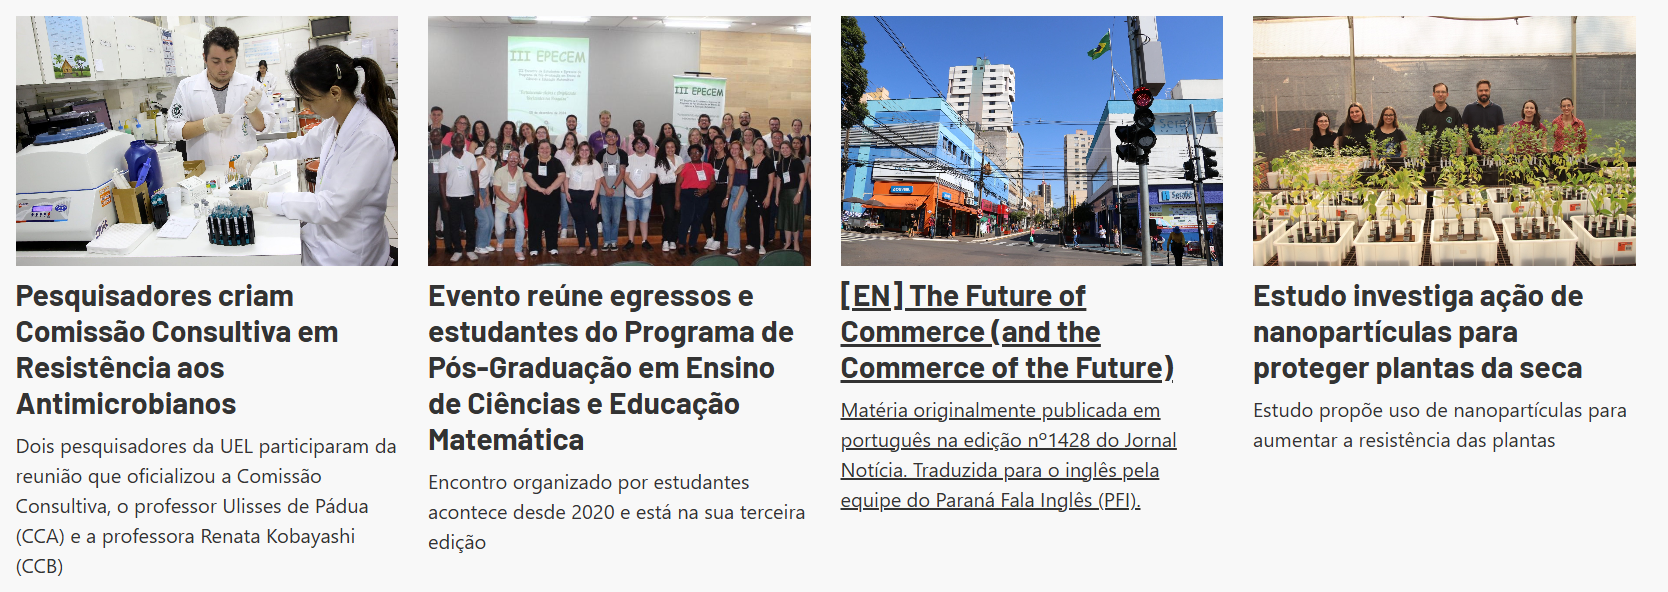 III EPECEM
III EPECEM
Pesquisadores criam
Comissão Consultiva em
Resistência aos
Antimicrobianos
Dois pesquisadores da UEL participaram da
reunião que oficializou a Comissão
Consultiva, o professor Ulisses de Pádua
(CCA) e a professora Renata Kobayashi
(CCB)
Evento reúne egressos e
estudantes do Programa de
Pós-Graduação em Ensino
de Ciências e Educação
Matemática
Encontro organizado por estudantes
acontece desde 2020 e está na sua terceira
edição
[EN] The Future of
Commerce (and the
Commerce of the Future)
Matéria originalmente publicada em
português na edição nº1428 do Jornal
Notícia. Traduzida para o inglês pela
equipe do Paraná Fala Inglês (PFI).
Estudo investiga ação de
nanopartículas para
proteger plantas da seca
Estudo propõe uso de nanopartículas para
aumentar a resistência das plantas